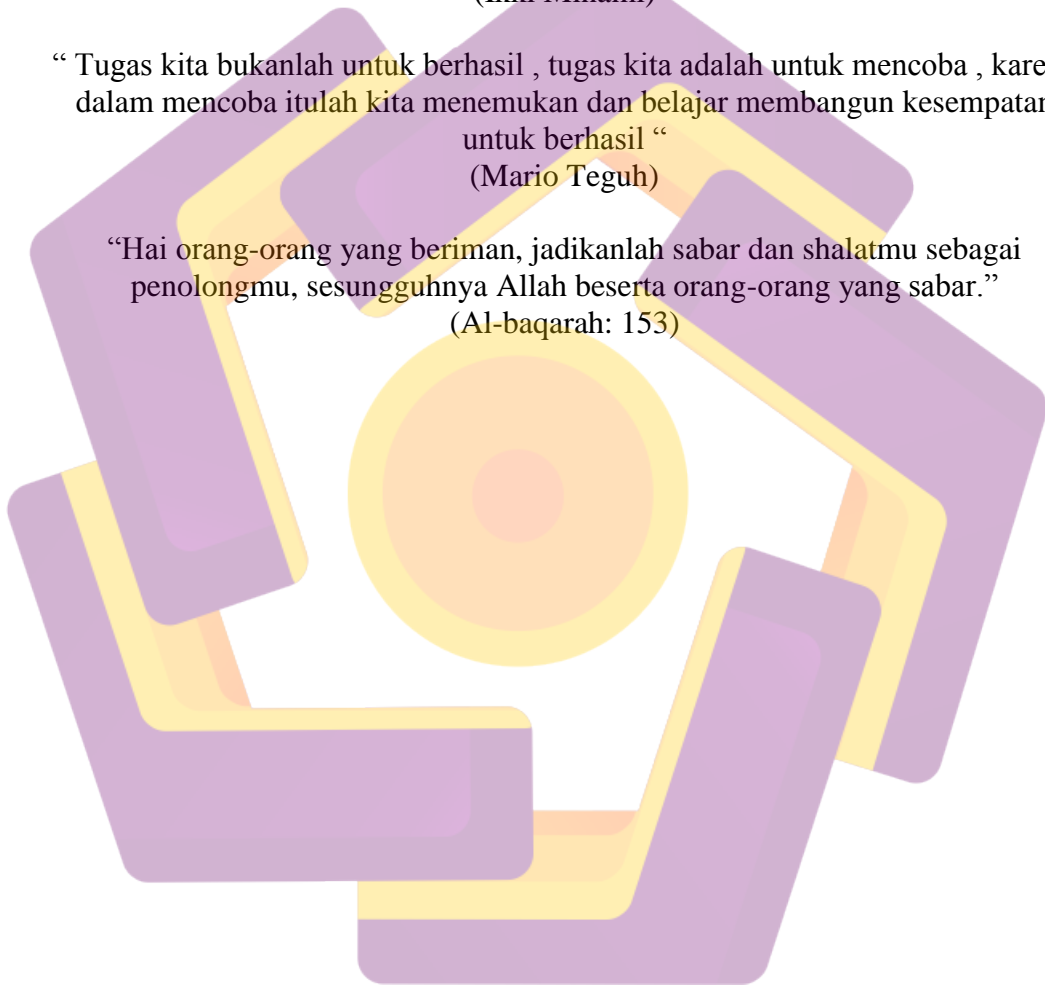 “ Tugas kita bukanlah untuk berhasil , tugas kita adalah untuk mencoba , kare
dalam mencoba itulah kita menemukan dan belajar membangun kesempatan
untuk berhasil “
(Mario Teguh)
“Hai orang-orang yang beriman, jadikanlah sabar dan shalatmu sebagai
penolongmu, sesungguhnya Allah beserta orang-orang yang sabar.”
(Al-baqarah: 153)